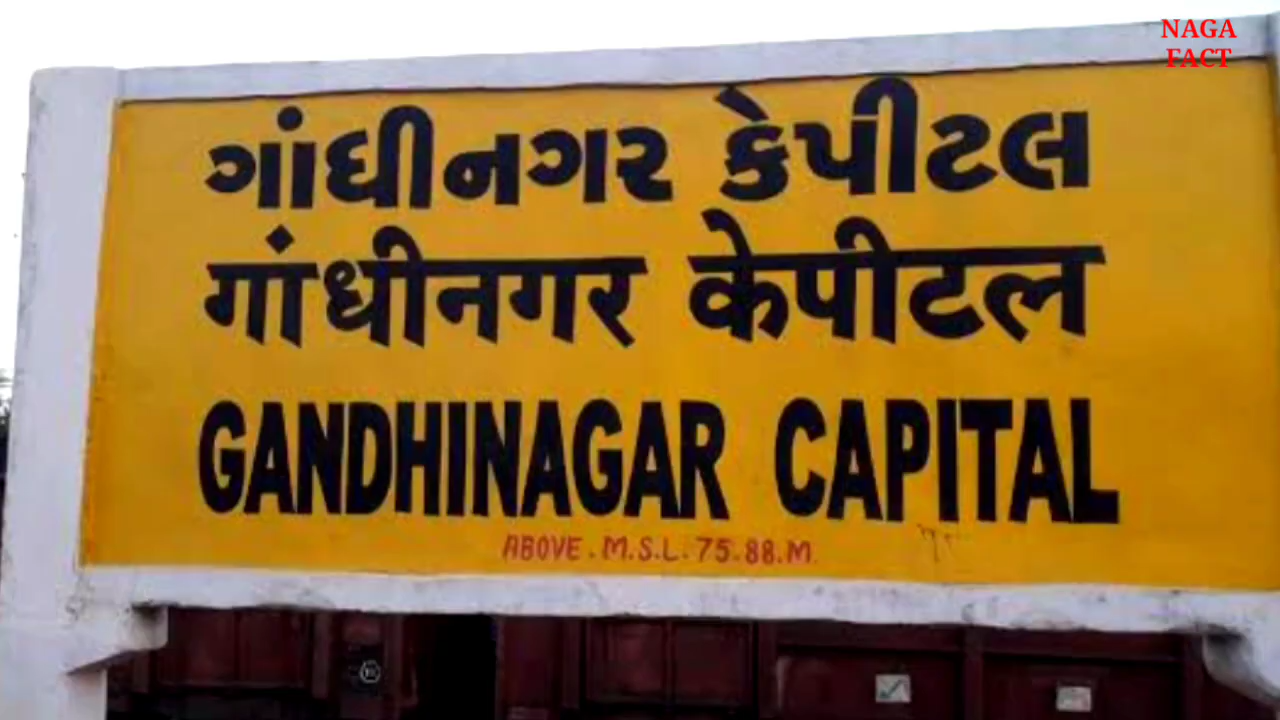 NAGA
FACT
ગાંધીનગર કેપીટલ
गांधीनगर केपीटल
GANDHINAGAR CAPITAL
ABOVE.M.S.L.75.88.M.